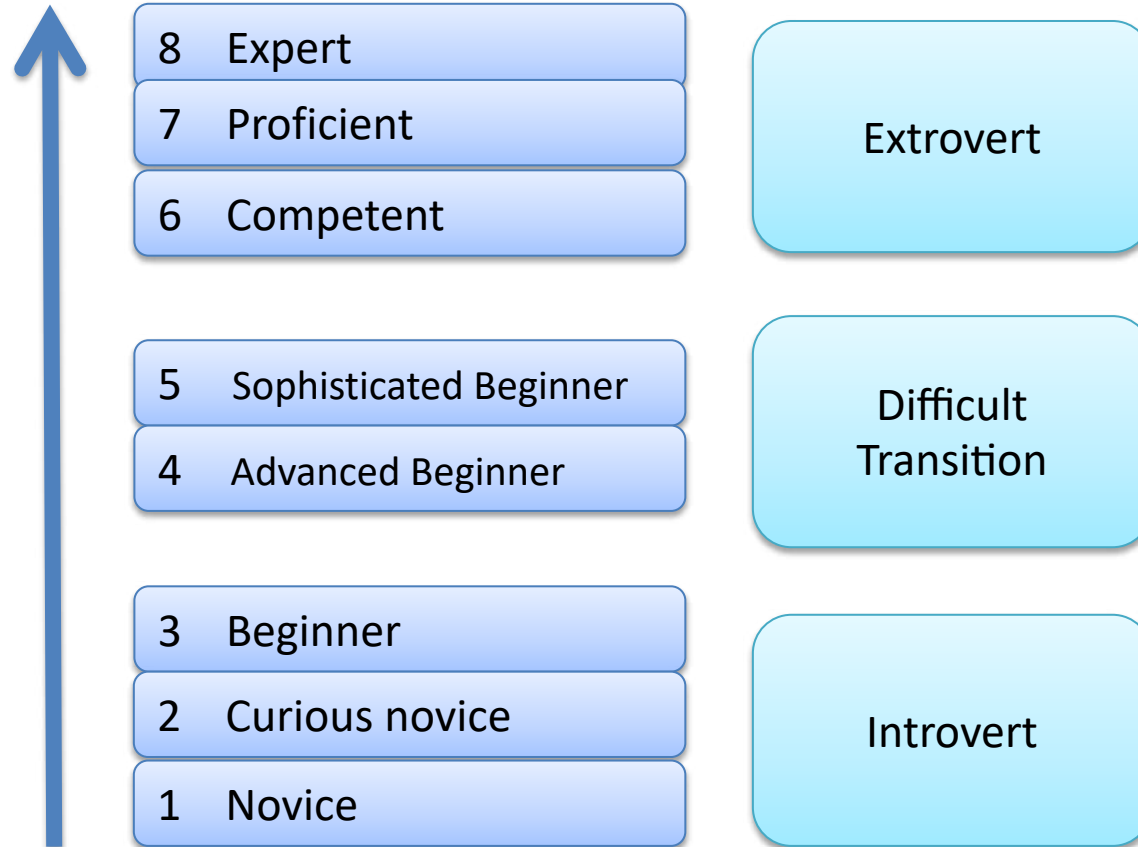 8 Expert
7 Proficient
6 Competent
Extrovert
5 Sophisticated Beginner
4 Advanced Beginner
Difficult
Transition
3 Beginner
2 Curious novice
1 Novice
Introvert